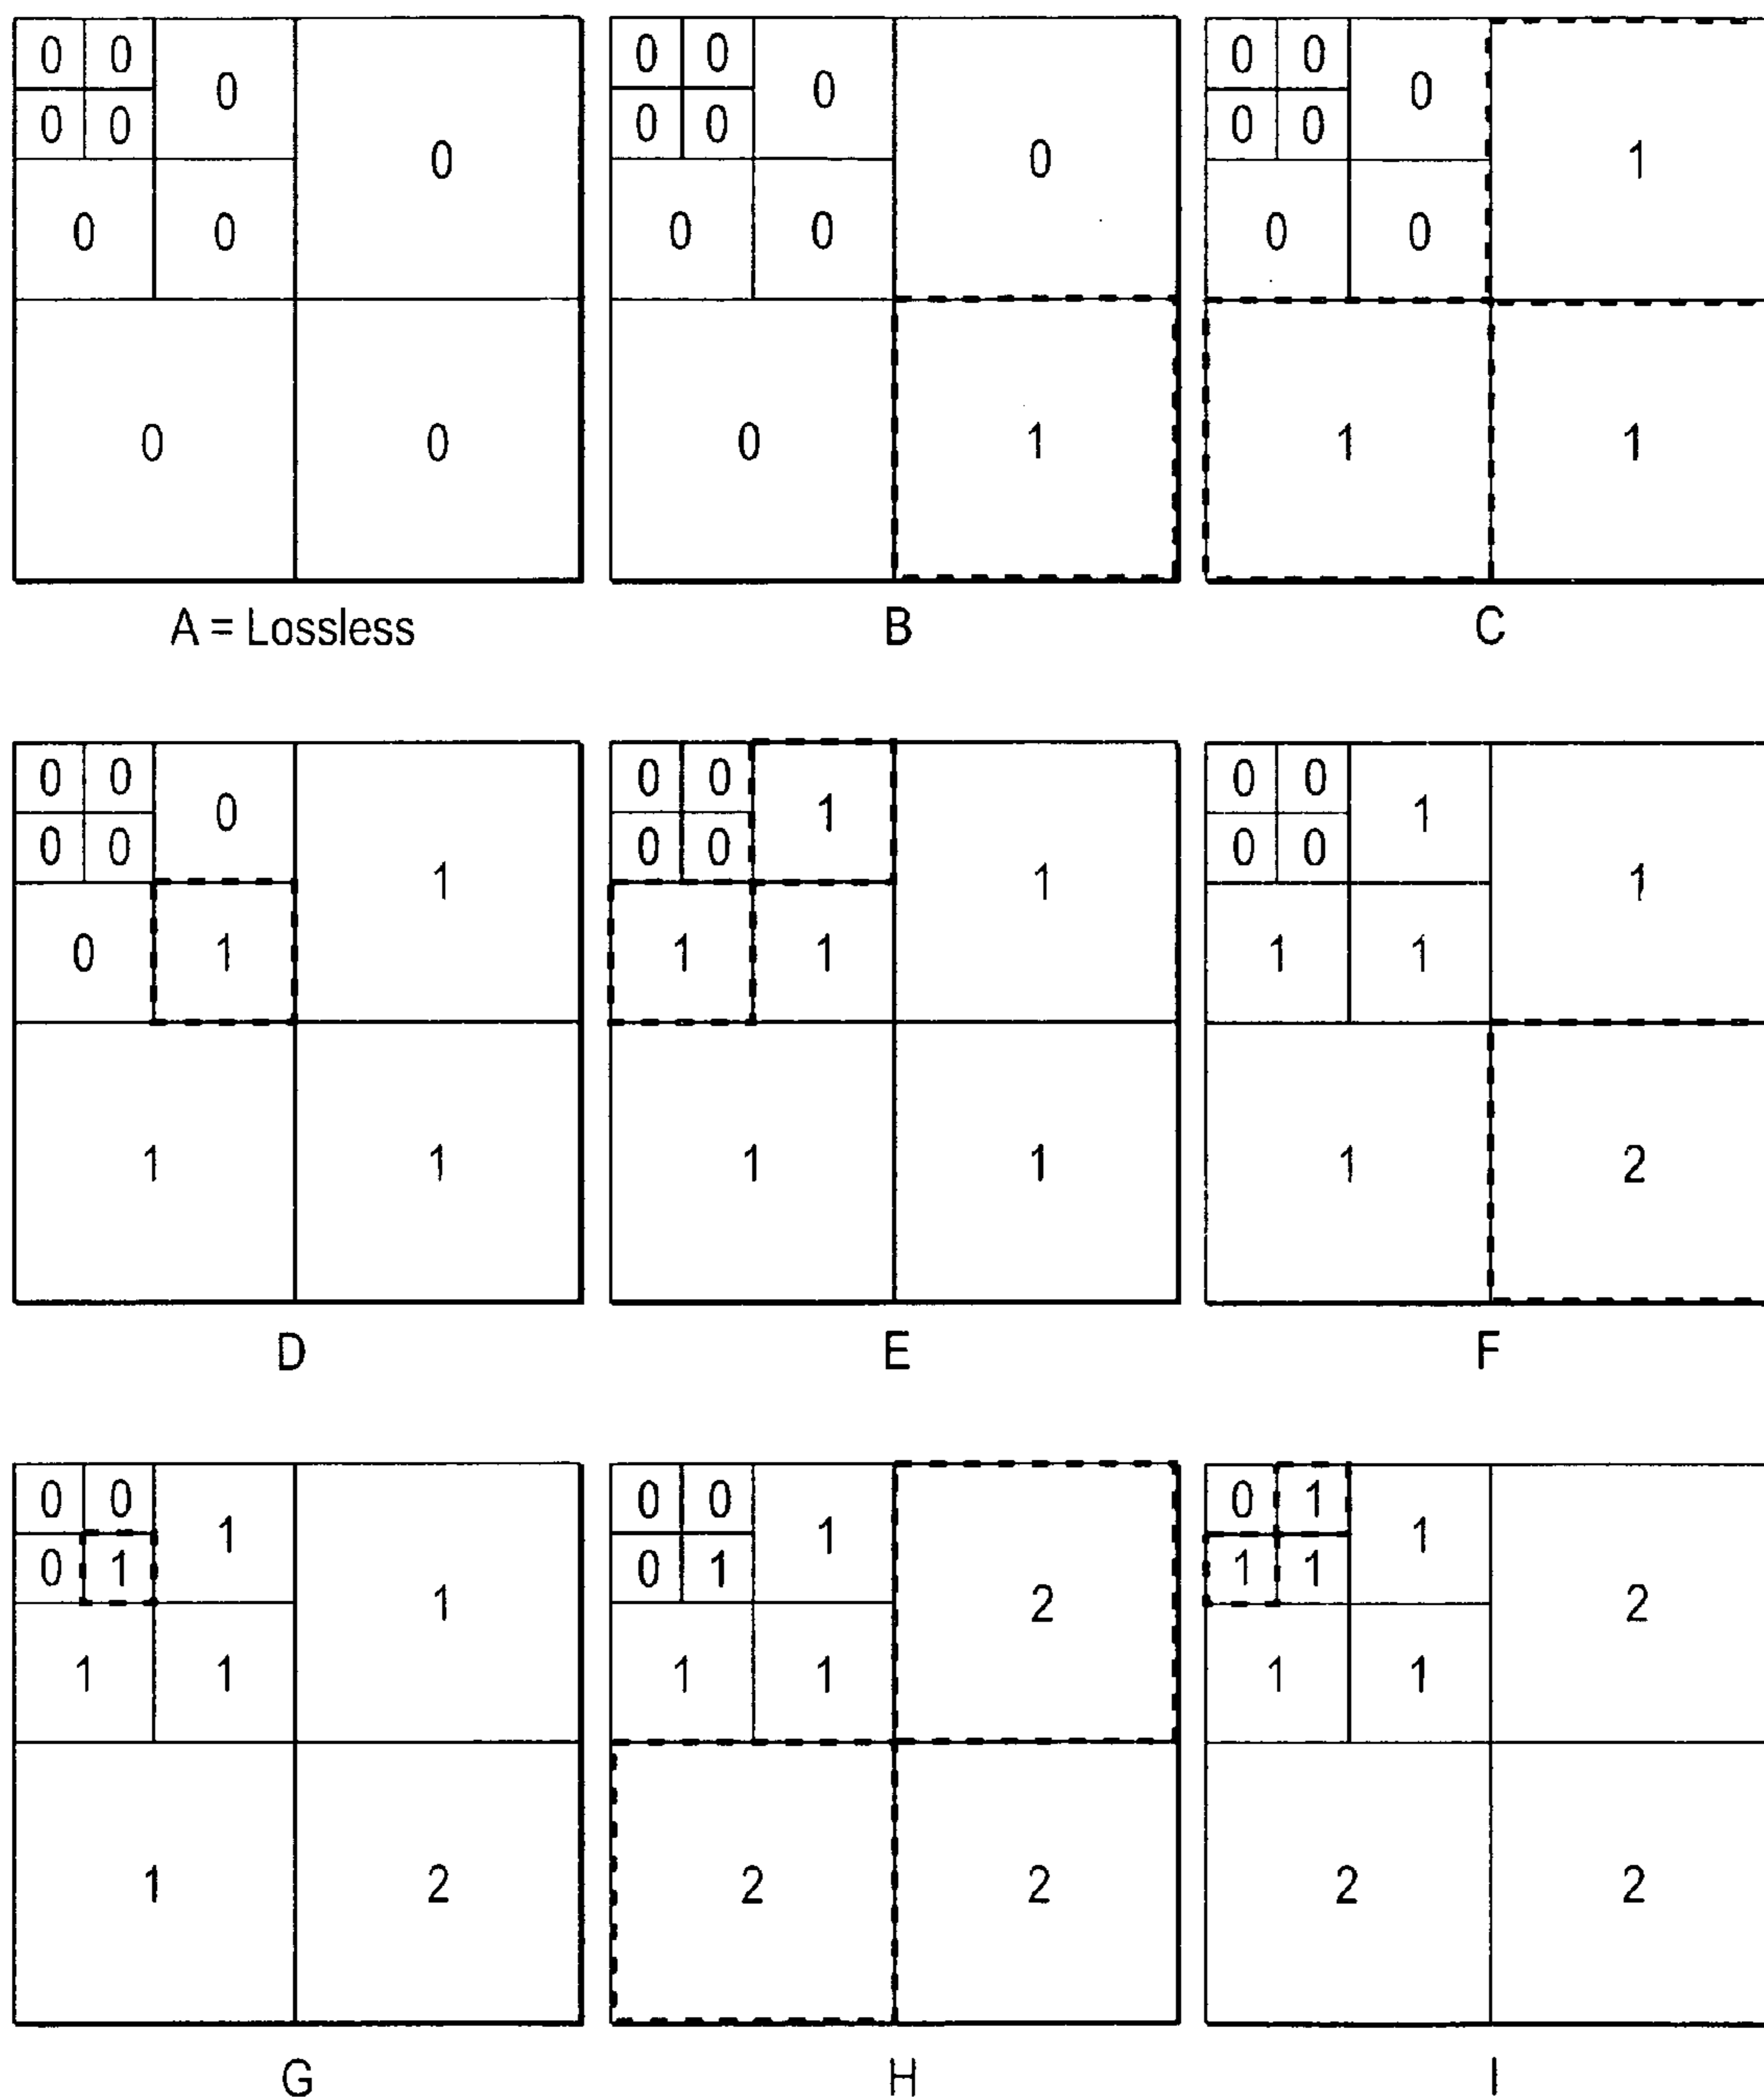 0 0 0 0 0 0 0 0 0 0
A = Lossless
0 0 0 0 0 0 0 0 0 1
B
0 0 0 0 0 0 0 1 1 1
C
0 0 0 0 0 0 1 1 1 1
D
0 0 0 0 1 1 1 1 1 1
E
0 0 0 0 1 1 1 1 1 2
F
0 0 0 1 1 1 1 1 1 2
G
0 0 0 1 1 1 1 2 2 2
H
0 1 1 1 1 1 1 2 2 2
I